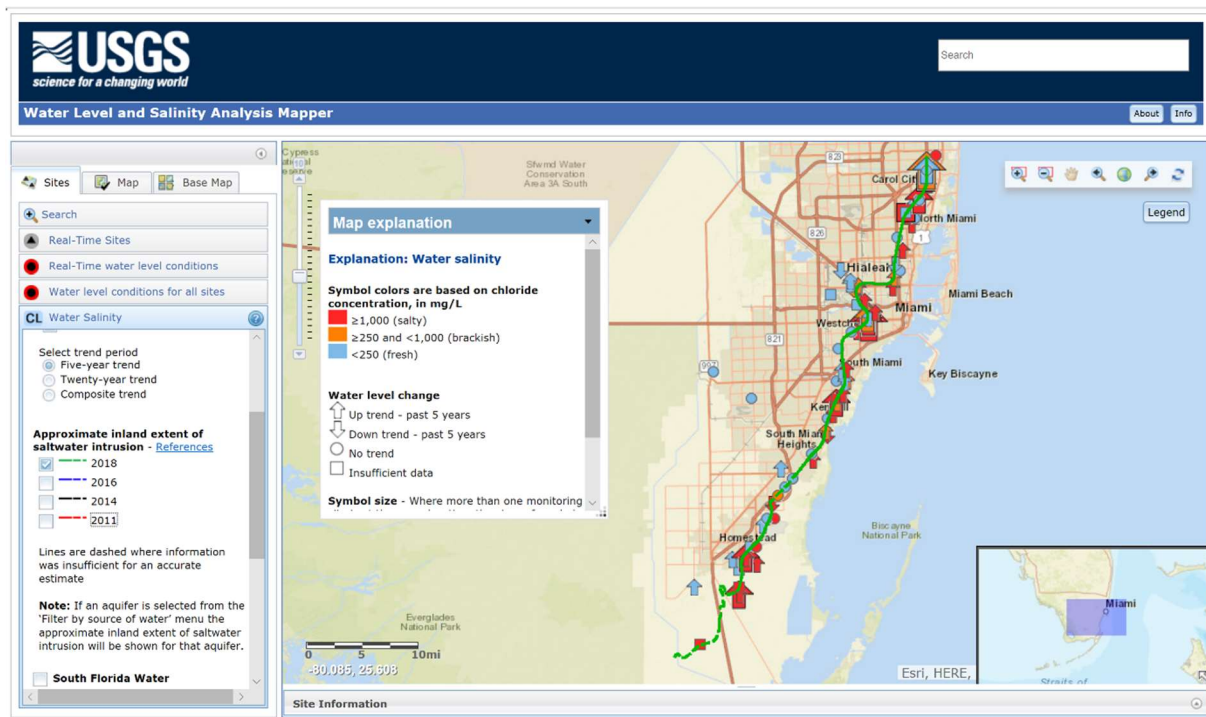 USGS
science for a changing world
Search
Water Level and Salinity Analysis Mapper
About
Info
Sites
Map
Base Map
Search
Real-Time Sites
Real-Time water level conditions
Water level conditions for all sites
CL Water Salinity
Select trend period
Five-year trend
Twenty-year trend
Composite trend
Approximate inland extent of
saltwater intrusion - References
2018
2016
2014
2011
Lines are dashed where information
was insufficient for an accurate
estimate
Note: If an aquifer is selected from the
'Filter by source of water' menu the
approximate inland extent of saltwater
intrusion will be shown for that aquifer.
South Florida Water
Map explanation
Explanation: Water salinity
Symbol colors are based on chloride
concentration, in mg/L
≥1,000 (salty)
≥250 and <1,000 (brackish)
<250 (fresh)
Water level change
Up trend - past 5 years
Down trend - past 5 years
No trend
Insufficient data
Symbol size - Where more than one monitoring
Cypress
10
Sfwmd Water
Conservation
Area 3A South
823
Carol City
North Miami
Legend
826
1
Hialeah
Miami Beach
Miami
821
South Miami
Key Biscayne
South Miami
Heights
Biscayne
National Park
Homestead
Everglades
National Park
0 5 10mi
-80.085, 25.608
Esri, HERE,
Miami
Straits of
Site Information